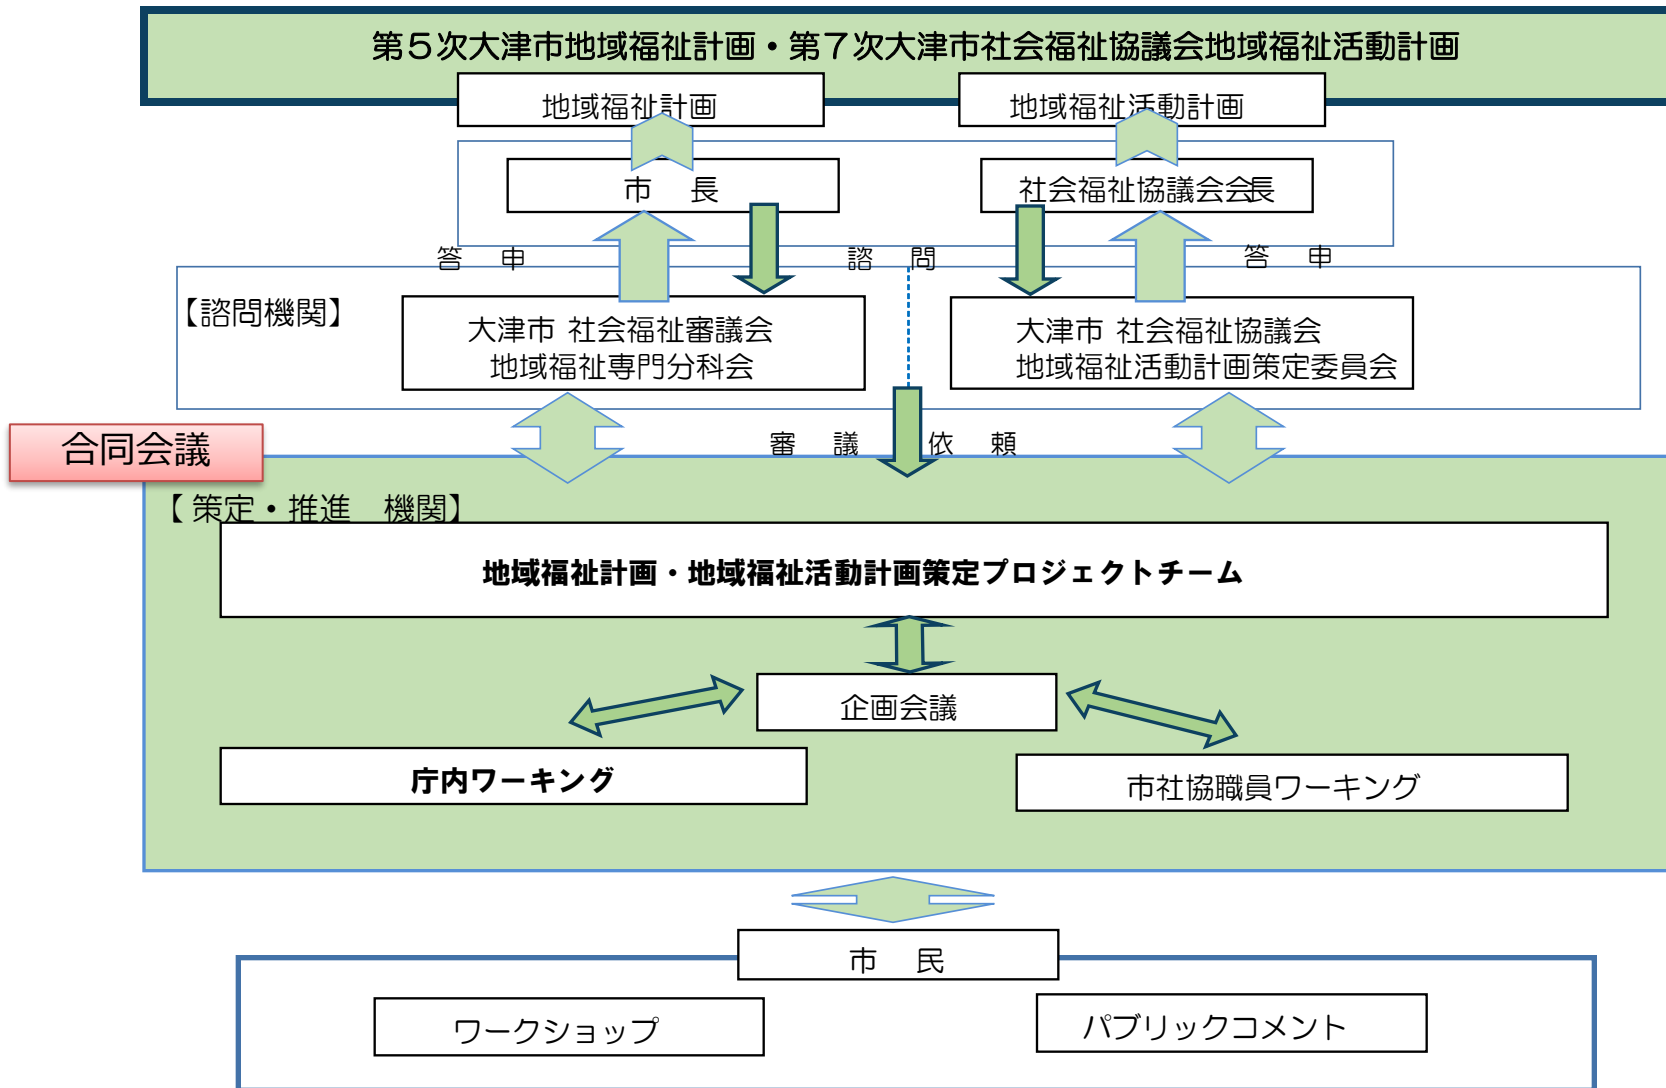 第５次大津市地域福祉計画・第７次大津市社会福祉協議会地域福祉活動計画
地域福祉計画
地域福祉活動計画
市　長
社会福祉協議会会長
答　申
諮　問
答　申
【諮問機関】
大津市 社会福祉審議会
地域福祉専門分科会
大津市 社会福祉協議会
地域福祉活動計画策定委員会
合同会議
審　議　依　頼
【 策定・推進　機関】
地域福祉計画・地域福祉活動計画策定プロジェクトチーム
企画会議
庁内ワーキング
市社協職員ワーキング
市　民
ワークショップ
パブリックコメント